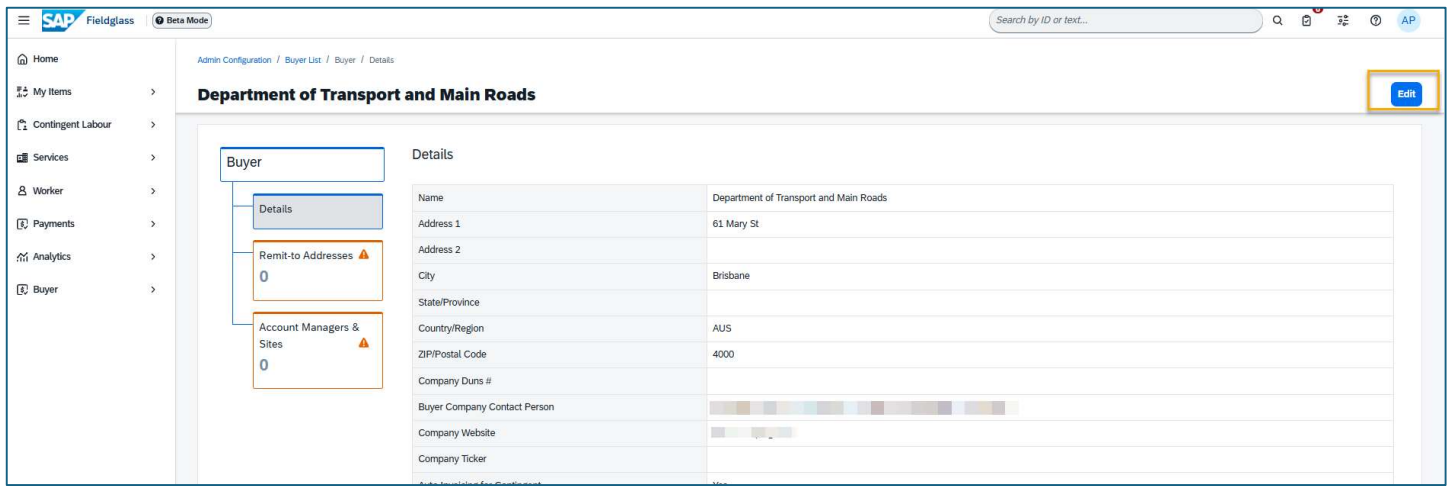 SAP Fieldglass Beta Mode Search by ID or text... AP
Home
My Items
Contingent Labour
Services
Worker
Payments
Analytics
Buyer
Admin Configuration / Buyer List / Buyer / Details
Department of Transport and Main Roads
Edit
Buyer
Details
Remit-to Addresses
0
Account Managers &
Sites
0
Details
Name Department of Transport and Main Roads
Address 1 61 Mary St
Address 2
City Brisbane
State/Province
Country/Region AUS
ZIP/Postal Code 4000
Company Duns #
Buyer Company Contact Person
Company Website
Company Ticker